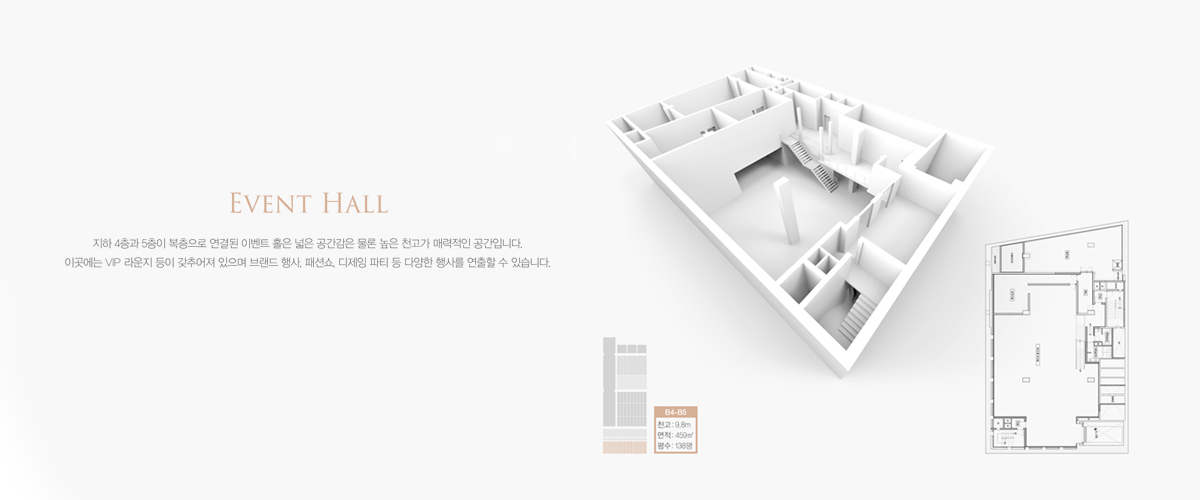 EVENT HALL
지하 4층과 5층이 복층으로 연결된 이벤트 홀은 넓은 공간감은 물론 높은 천고가 매력적인 공간입니다.
이곳에는 VIP 라운지 등이 갖추어져 있으며 브랜드 행사, 패션쇼, 디제잉 파티 등 다양한 행사를 연출할 수 있습니다.
B4-B5
천고 : 9.8m
면적 : 459㎡
평수 : 138평